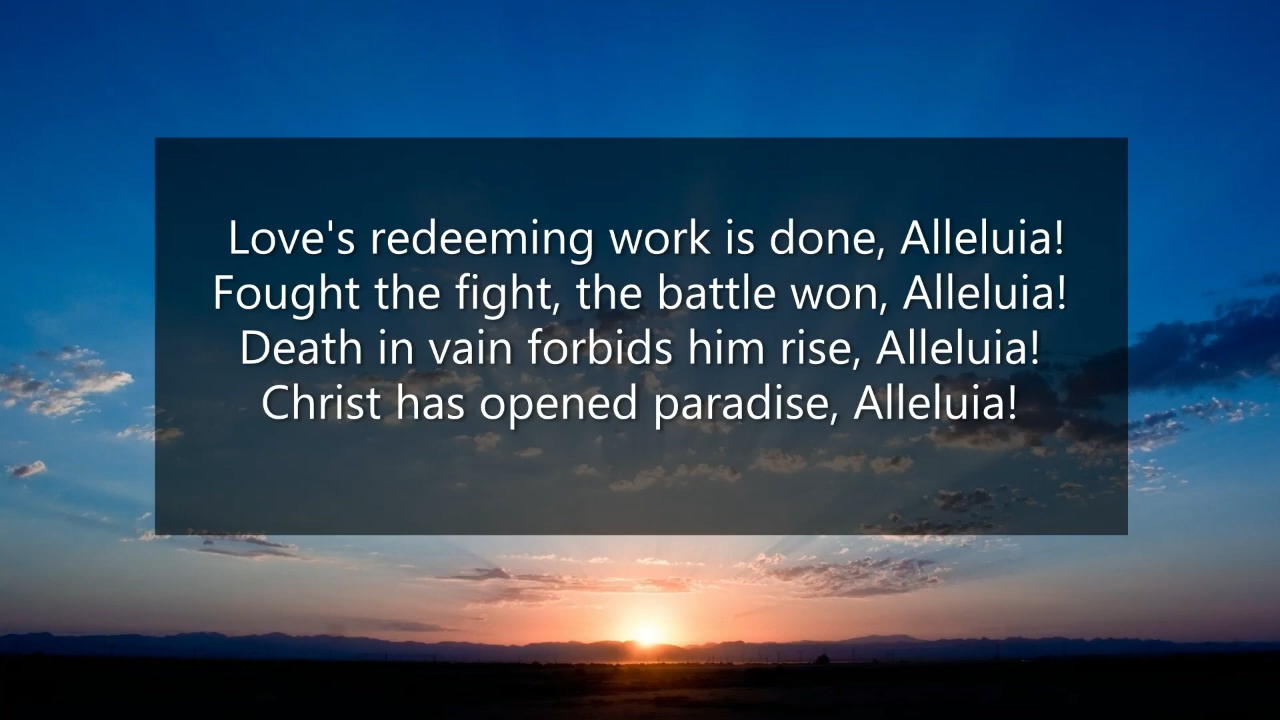 Love's redeeming work is done, Alleluia!
Fought the fight, the battle won, Alleluia!
Death in vain forbids him rise, Alleluia!
Christ has opened paradise, Alleluia!